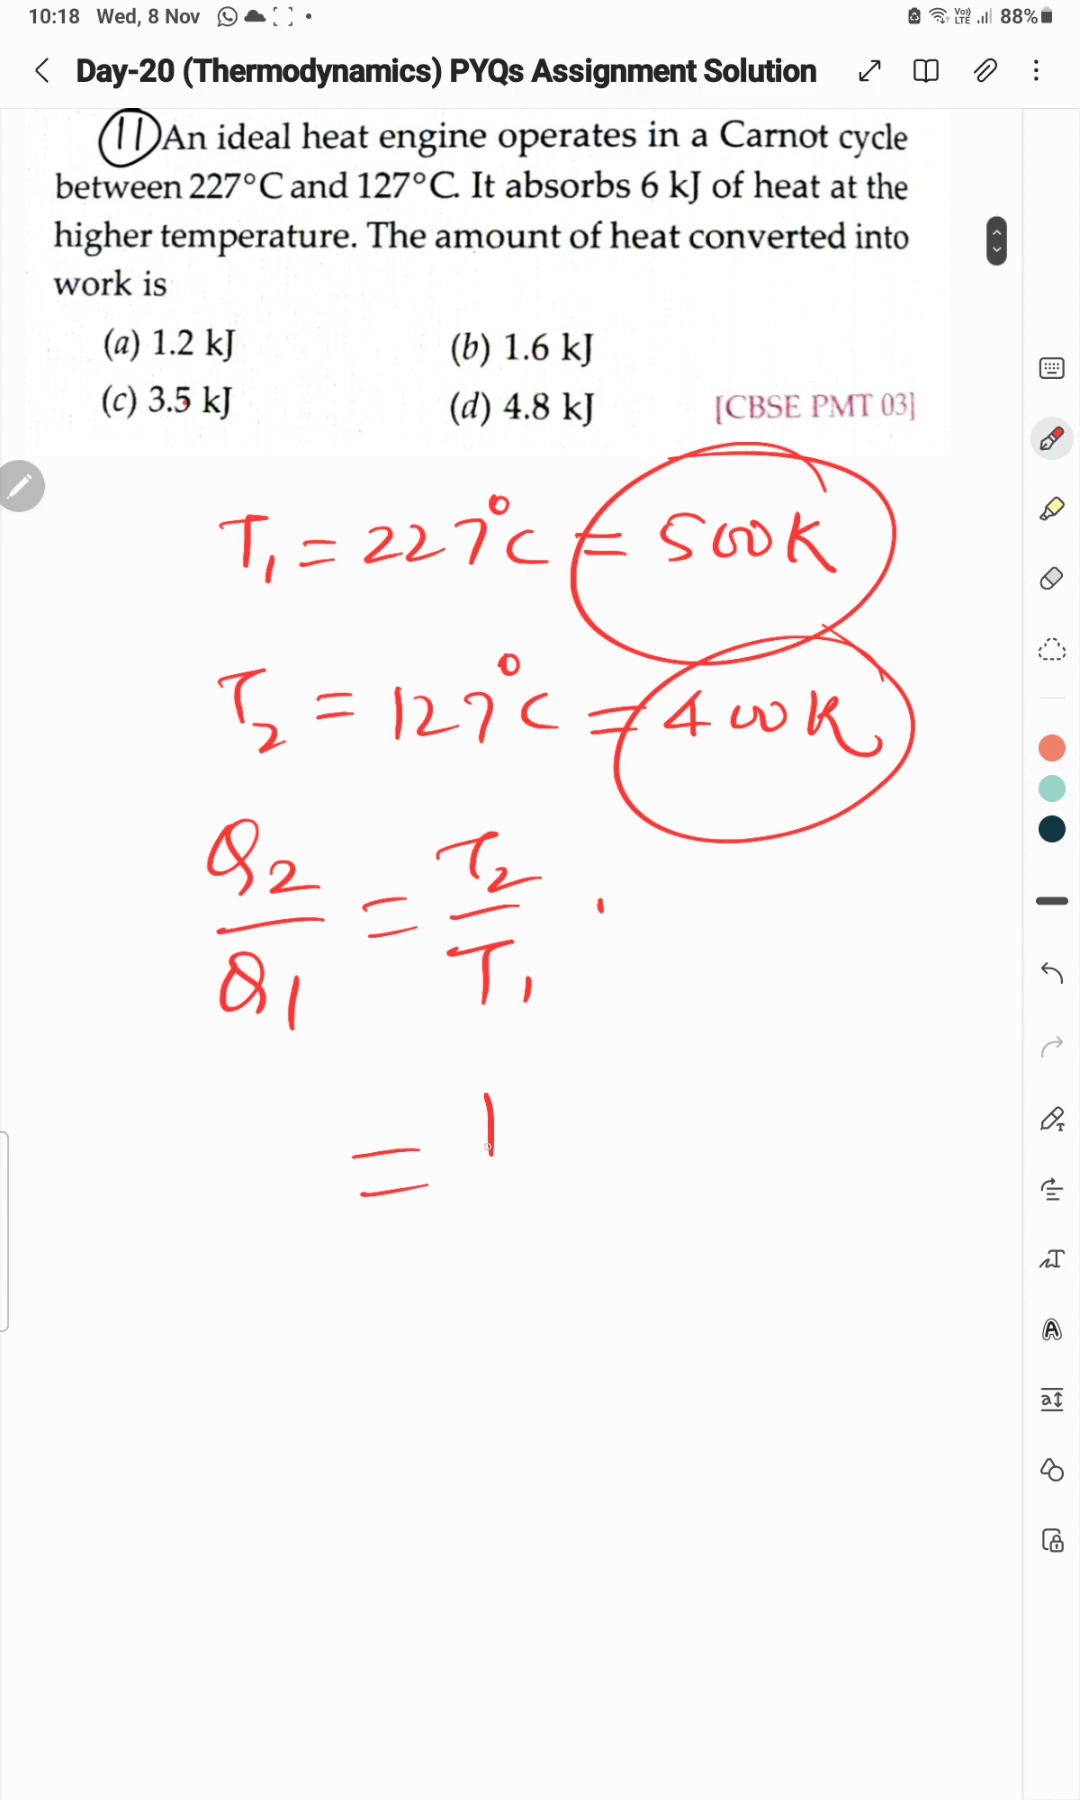 10:18 Wed, 8 Nov 88%
Day-20 (Thermodynamics) PYQs Assignment Solution
11 An ideal heat engine operates in a Carnot cycle
between 227°C and 127°C. It absorbs 6 kJ of heat at the
higher temperature. The amount of heat converted into
work is
(a) 1.2 kJ (b) 1.6 kJ
(c) 3.5 kJ (d) 4.8 kJ [CBSE PMT 03]
T₁ = 227°C = 500K
T₂ = 127°C = 400K
Q₂/Q₁ = T₂/T₁
= 1